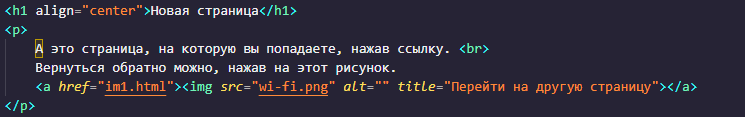 <h1 align="center">Новая страница</h1>
<p>
А это страница, на которую вы попадаете, нажав ссылку. <br>
Вернуться обратно можно, нажав на этот рисунок.
<a href="im1.html"><img src="wi-fi.png" alt="" title="Перейти на другую страницу"></a>
</p>